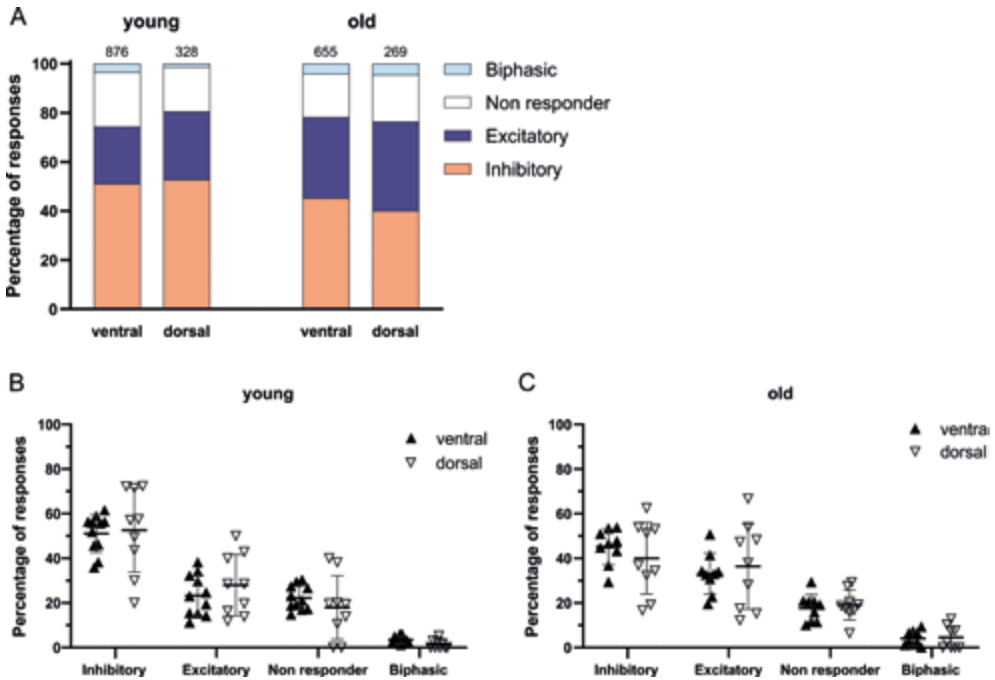 A
young
old
876
328
655
269
Percentage of responses
100
80
60
40
20
0
ventral
dorsal
ventral
dorsal
Biphasic
Non responder
Excitatory
Inhibitory
B
young
Percentage of responses
100
80
60
40
20
0
ventral
dorsal
Inhibitory
Excitatory
Non responder
Biphasic
C
old
Percentage of responses
100
80
60
40
20
0
ventra
dorsal
Inhibitory
Excitatory
Non responder
Biphasic